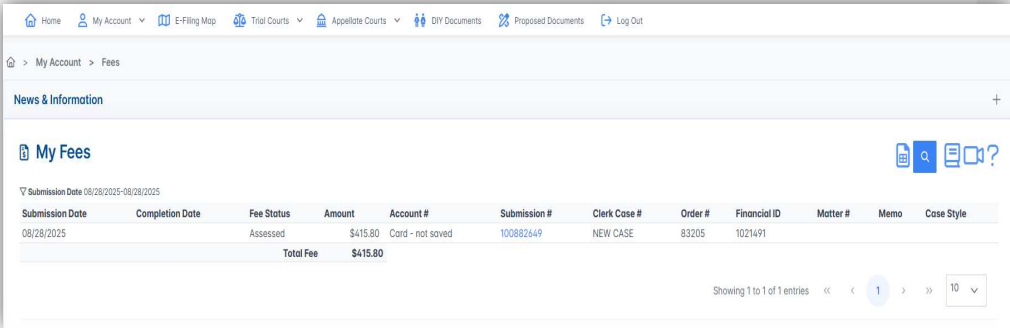 Home My Account E-Filing Map Trial Courts Appellate Courts DIY Documents Proposed Documents Log Out
> My Account > Fees
News & Information +
My Fees ?
Submission Date 08/28/2025-08/28/2025
Submission Date Completion Date Fee Status Amount Account # Submission # Clerk Case # Order # Financial ID Matter # Memo Case Style
08/28/2025 Assessed $415.80 Card - not saved 100882649 NEW CASE 83205 1021491
Total Fee $415.80
Showing 1 to 1 of 1 entries « < 1 > » 10